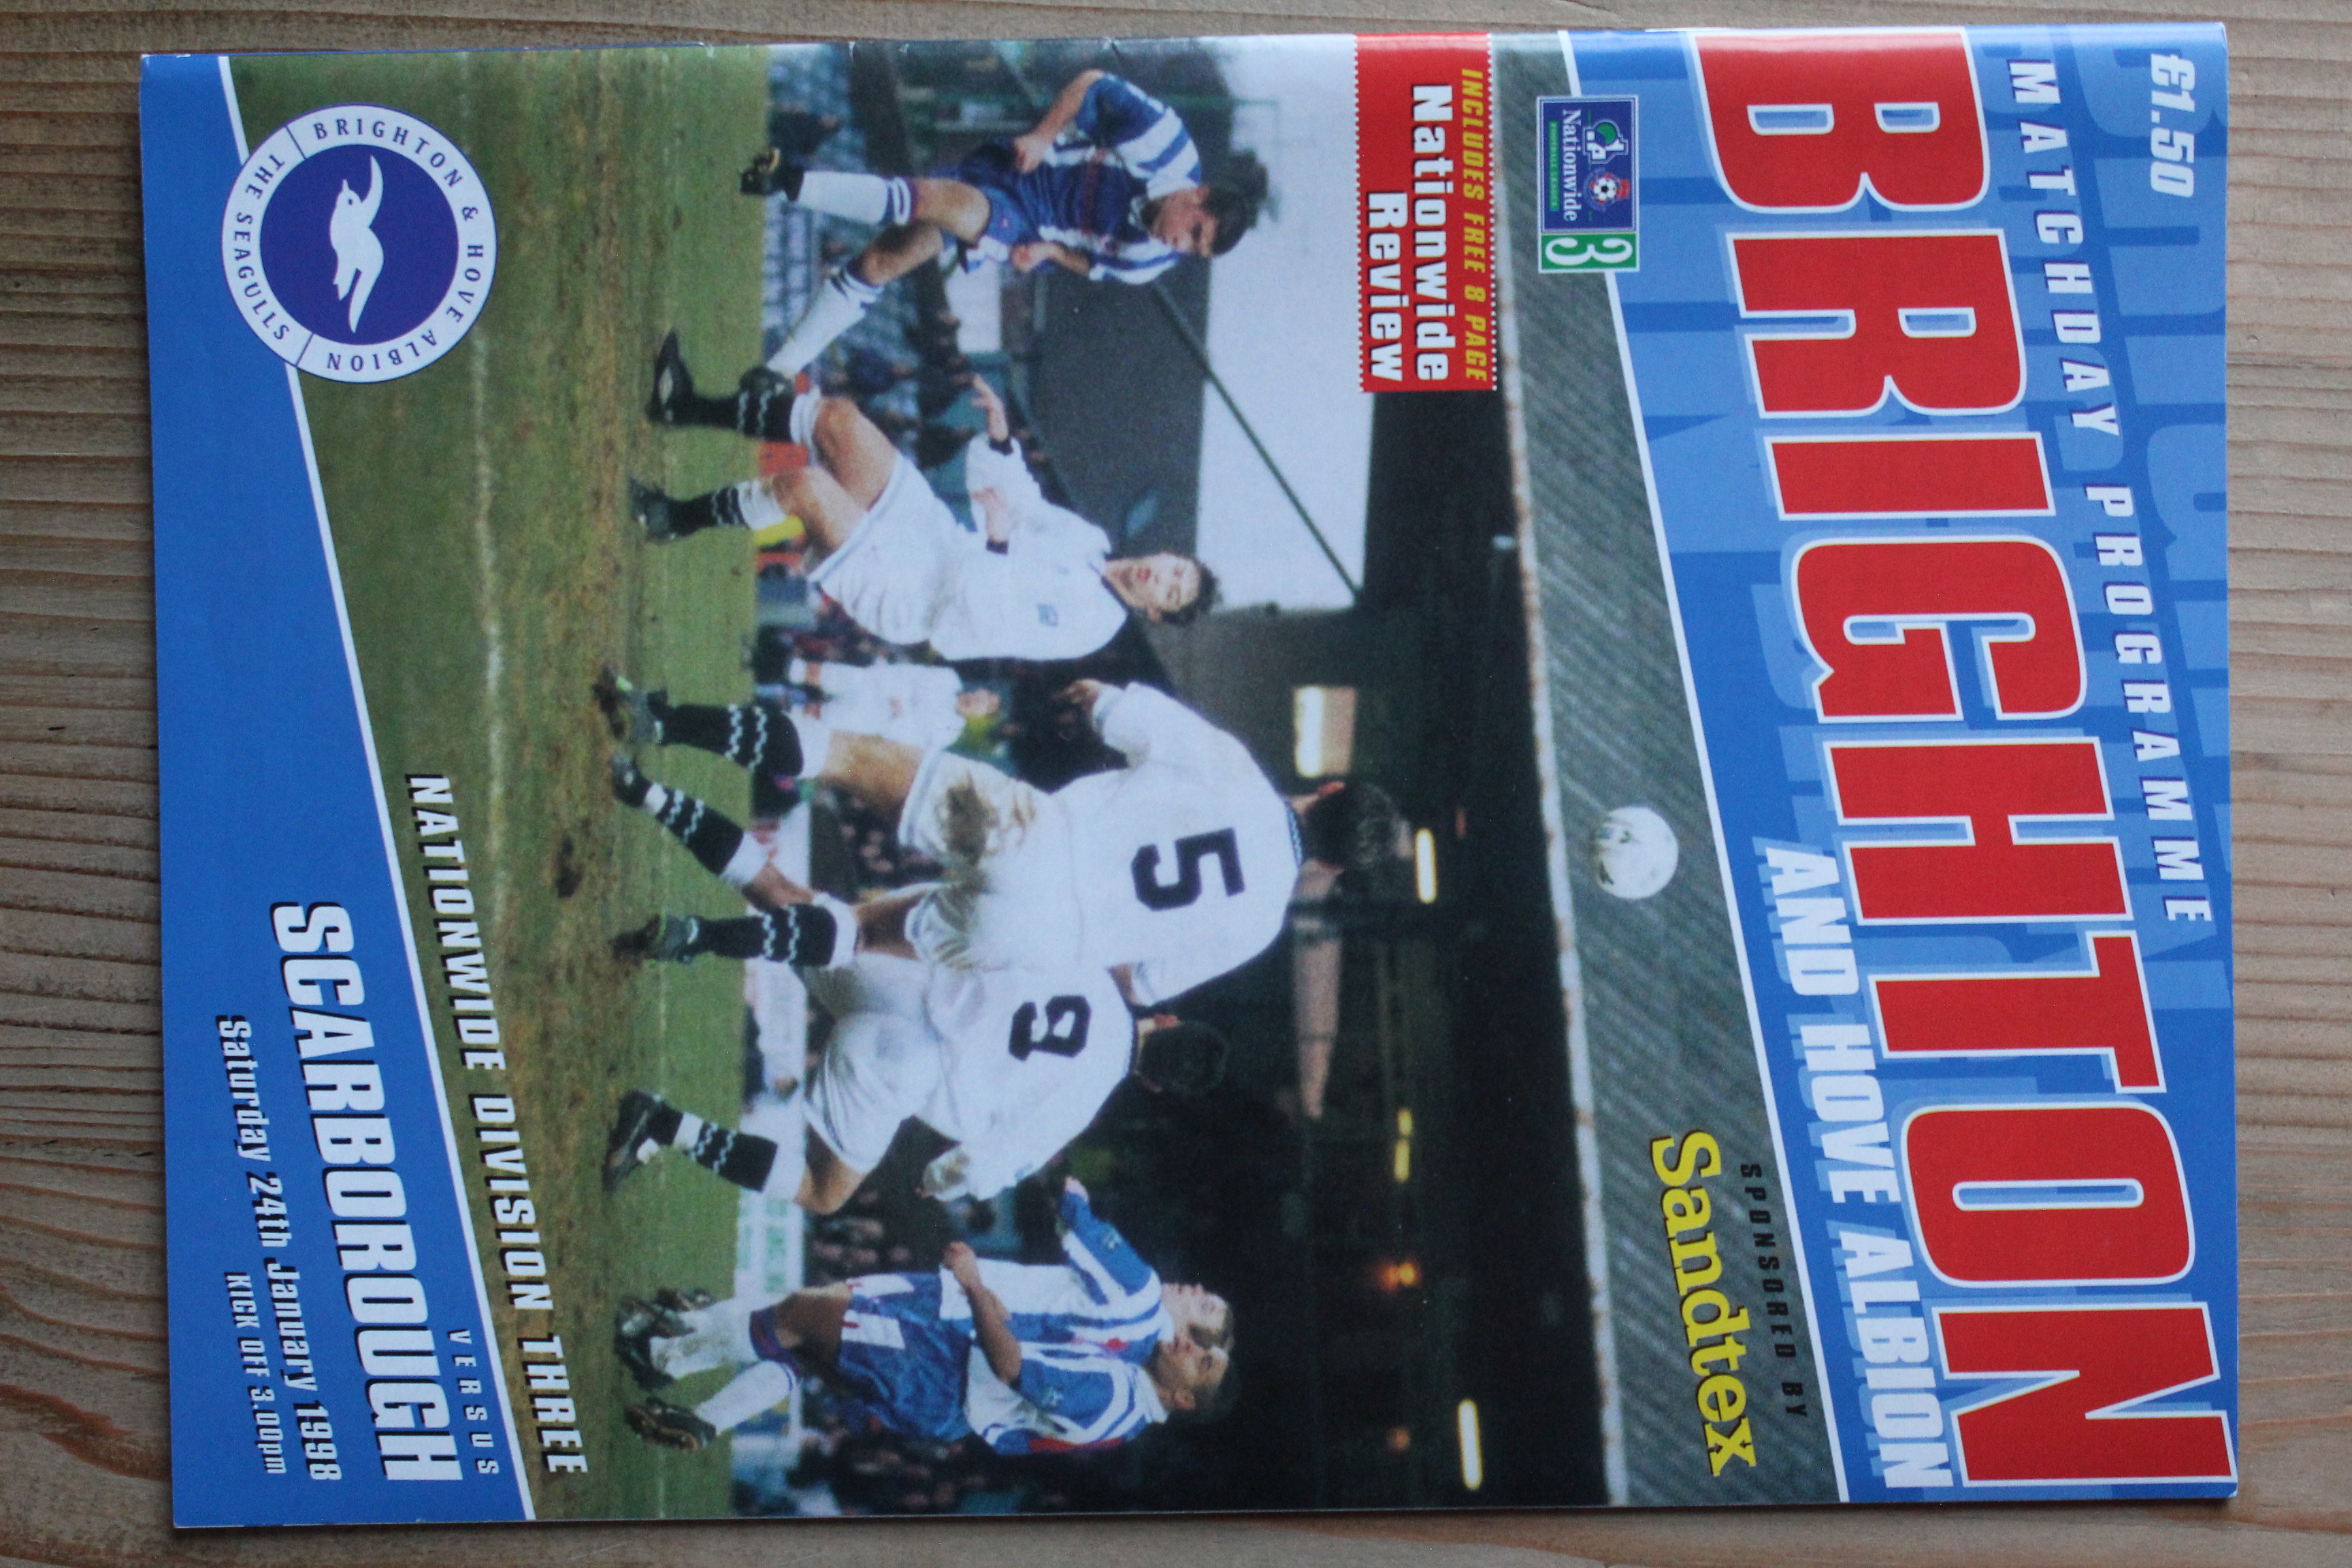 £1.50
MATCHDAY PROGRAMME
BRIGHTON
AND HOVE ALBION
Nationwide
FOOTBALL LEAGUE
3
SPONSORED BY
Sandtex
INCLUDES FREE 8 PAGE
Nationwide
Review
5
9
BRIGHTON & HOVE ALBION
THE SEAGULLS
NATIONWIDE DIVISION THREE
VERSUS
SCARBOROUGH
Saturday 24th January 1998
KICK OFF 3.00pm